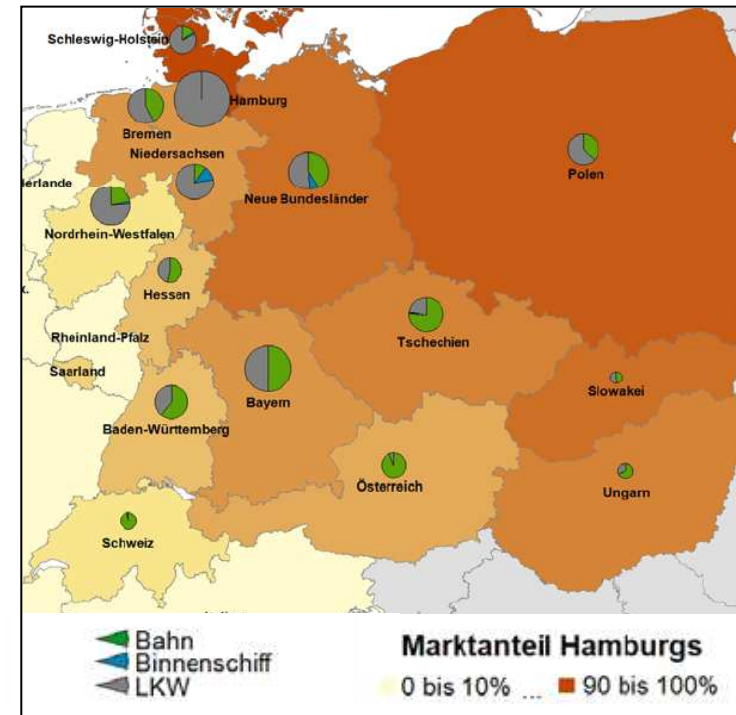 Schleswig-Holstein
Hamburg
Bremen
Niedersachsen
Polen
Neue Bundesländer
Nordrhein-Westfalen
Hessen
Rheinland-Pfalz
Tschechien
Saarland
Slowakei
Bayern
Baden-Württemberg
Österreich
Ungarn
Schweiz
Bahn
Binnenschiff
LKW
Marktanteil Hamburgs
0 bis 10% ... 90 bis 100%